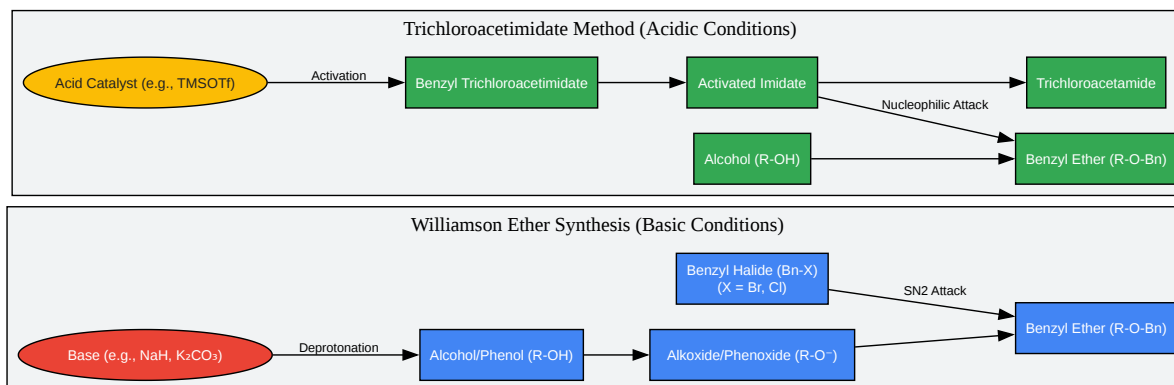 Trichloroacetimidate Method (Acidic Conditions)
Acid Catalyst (e.g., TMSOTf)
Activation
Benzyl Trichloroacetimidate
Activated Imidate
Trichloroacetamide
Nucleophilic Attack
Alcohol (R-OH)
Benzyl Ether (R-O-Bn)
Williamson Ether Synthesis (Basic Conditions)
Benzyl Halide (Bn-X)
(X = Br, Cl)
SN2 Attack
Benzyl Ether (R-O-Bn)
Base (e.g., NaH, K₂CO₃)
Deprotonation
Alcohol/Phenol (R-OH)
Alkoxide/Phenoxide (R-O⁻)